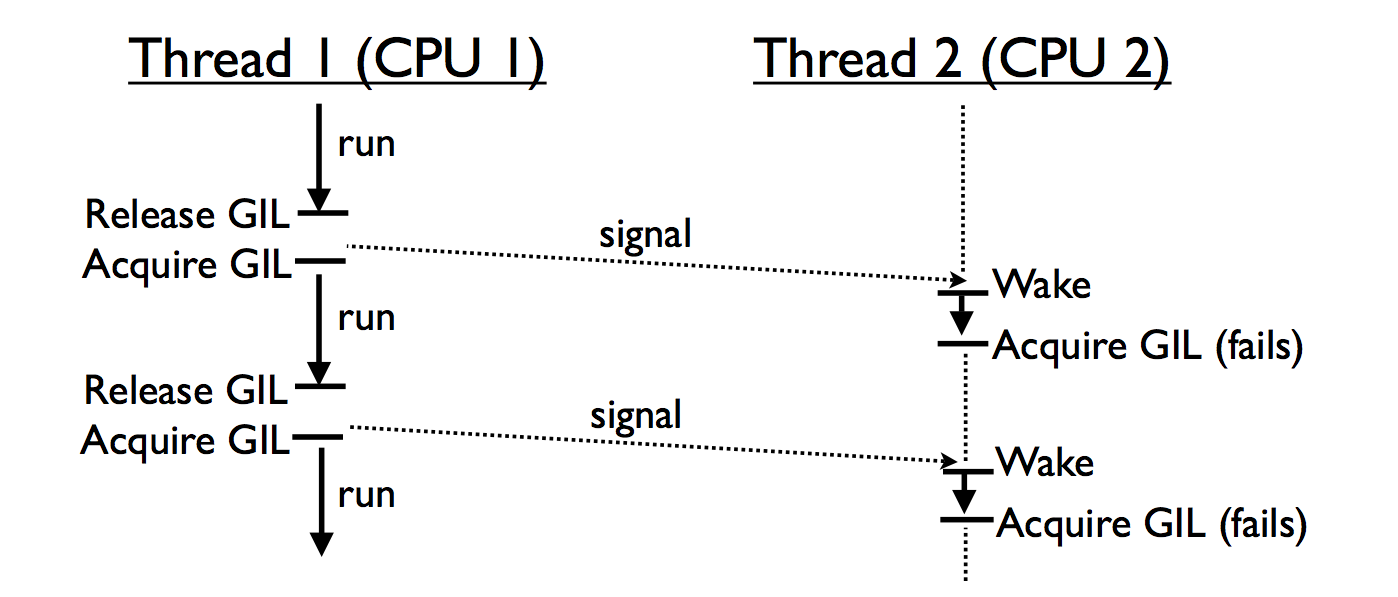 Thread 1 (CPU 1)
Thread 2 (CPU 2)
run
Release GIL
Acquire GIL
signal
Wake
run
Acquire GIL (fails)
Release GIL
Acquire GIL
signal
Wake
run
Acquire GIL (fails)